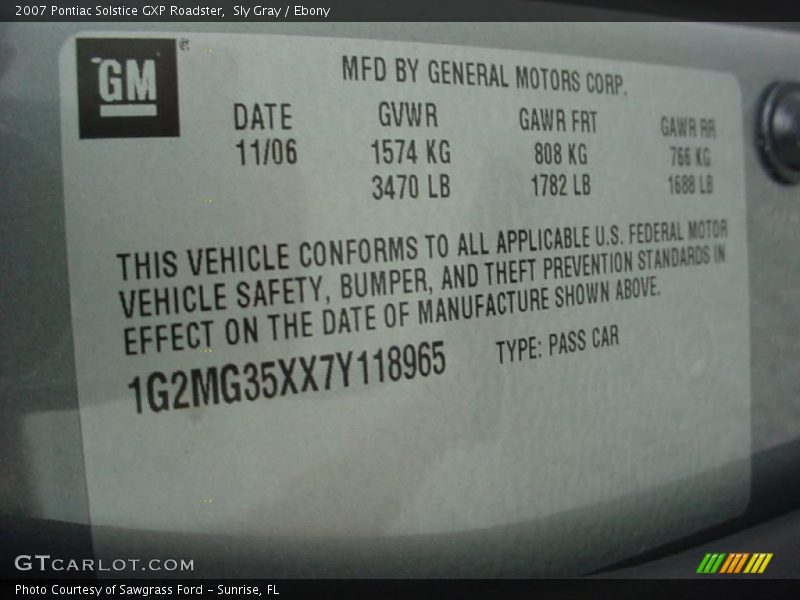 2007 Pontiac Solstice GXP Roadster,  Sly Gray / Ebony
GM ®
MFD BY GENERAL MOTORS CORP.
DATE GVWR GAWR FRT GAWR RR
11/06 1574 KG 808 KG 766 KG
3470 LB 1782 LB 1688 LB
THIS VEHICLE CONFORMS TO ALL APPLICABLE U.S. FEDERAL MOTOR
VEHICLE SAFETY, BUMPER, AND THEFT PREVENTION STANDARDS IN
EFFECT ON THE DATE OF MANUFACTURE SHOWN ABOVE.
1G2MG35XX7Y118965 TYPE: PASS CAR
GTCARLOT.COM
Photo Courtesy of Sawgrass Ford – Sunrise, FL